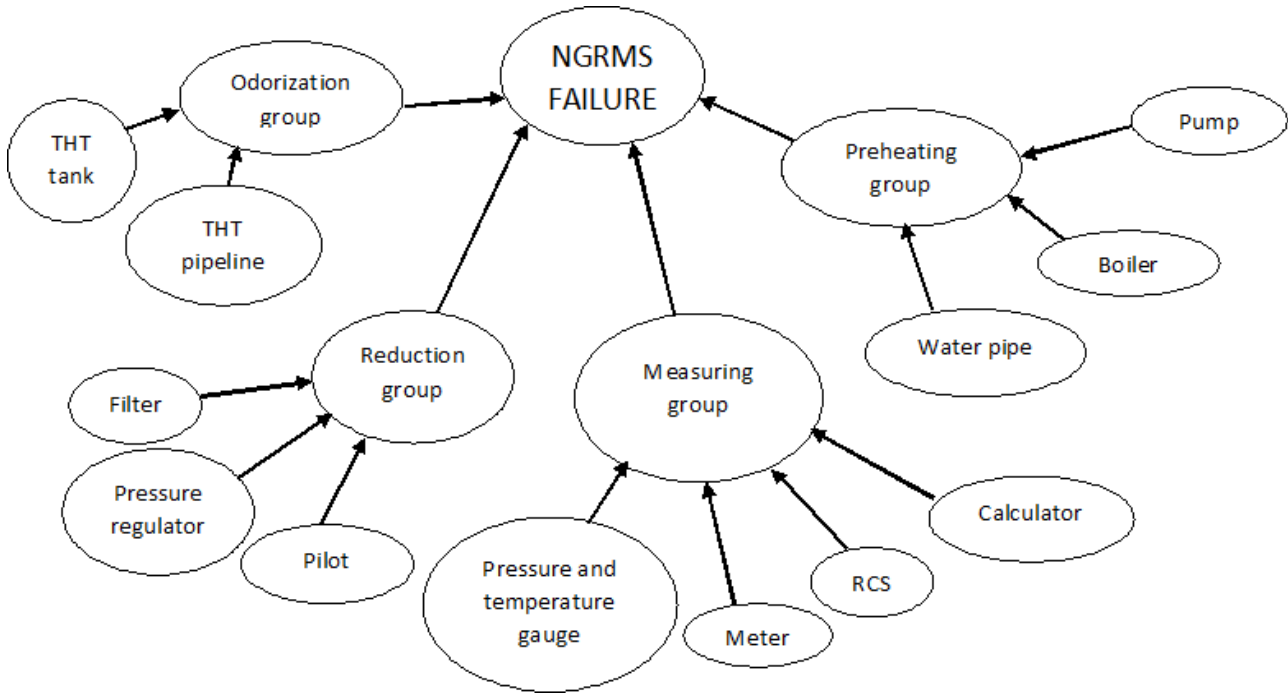 NGRMS
FAILURE
Odorization
group
THT
tank
THT
pipeline
Preheating
group
Pump
Boiler
Water pipe
Reduction
group
Filter
Pressure
regulator
Pilot
Measuring
group
Pressure and
temperature
gauge
Meter
RCS
Calculator